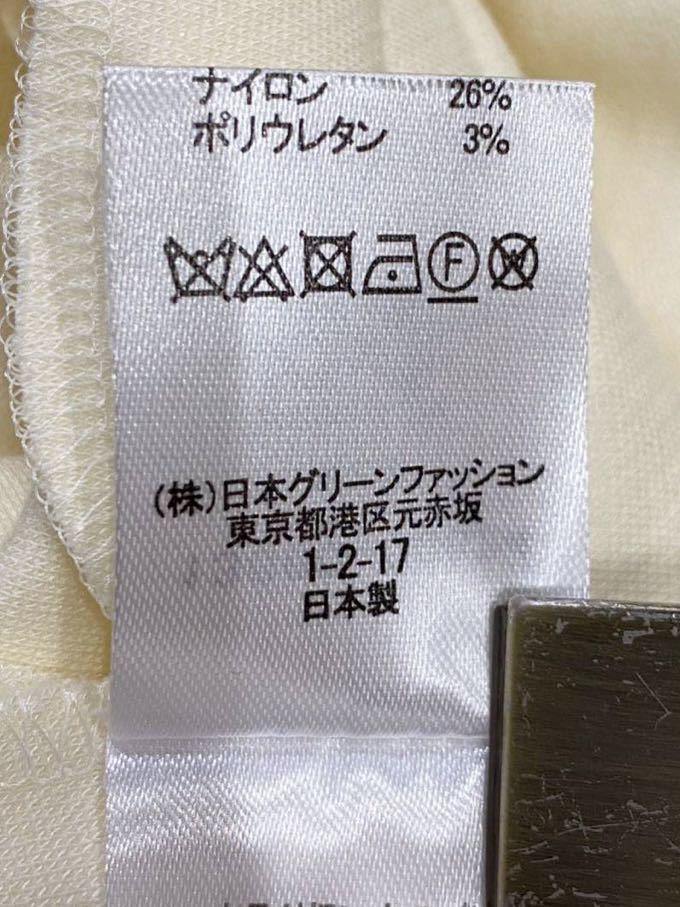 ナイロン 26%
ポリウレタン 3%
F W
(株)日本グリーンファッション
東京都港区元赤坂
1-2-17
日本製